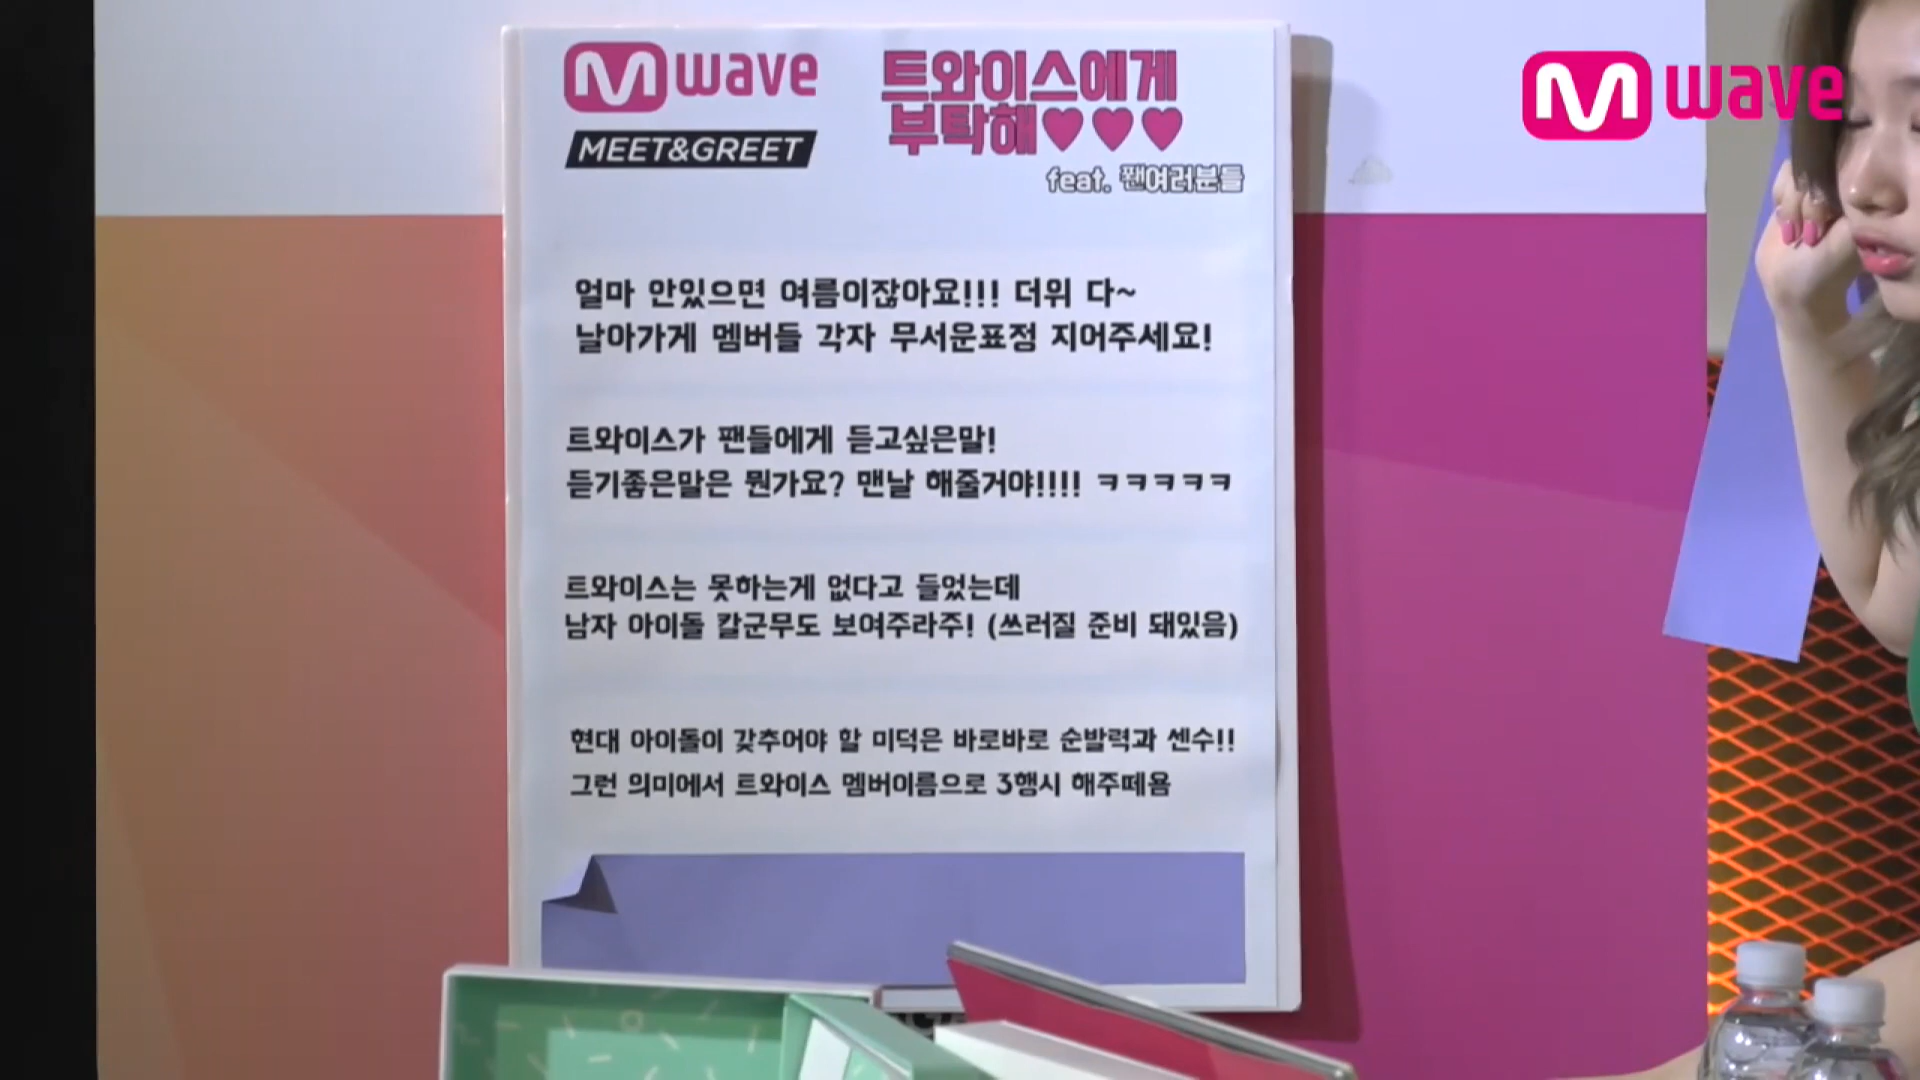 Mwave
MEET&GREET
트와이스에게
부탁해♥♥♥
feat. 팬여러분들
Mwave
얼마 안있으면 여름이잖아요!!! 더위 다~
날아가게 멤버들 각자 무서운표정 지어주세요!
트와이스가 팬들에게 듣고싶은말!
듣기좋은말은 뭔가요? 맨날 해줄거야!!!! ㅋㅋㅋㅋㅋ
트와이스는 못하는게 없다고 들었는데
남자 아이돌 칼군무도 보여주라주! (쓰러질 준비 돼있음)
현대 아이돌이 갖추어야 할 미덕은 바로바로 순발력과 센수!!
그런 의미에서 트와이스 멤버이름으로 3행시 해주떼욤